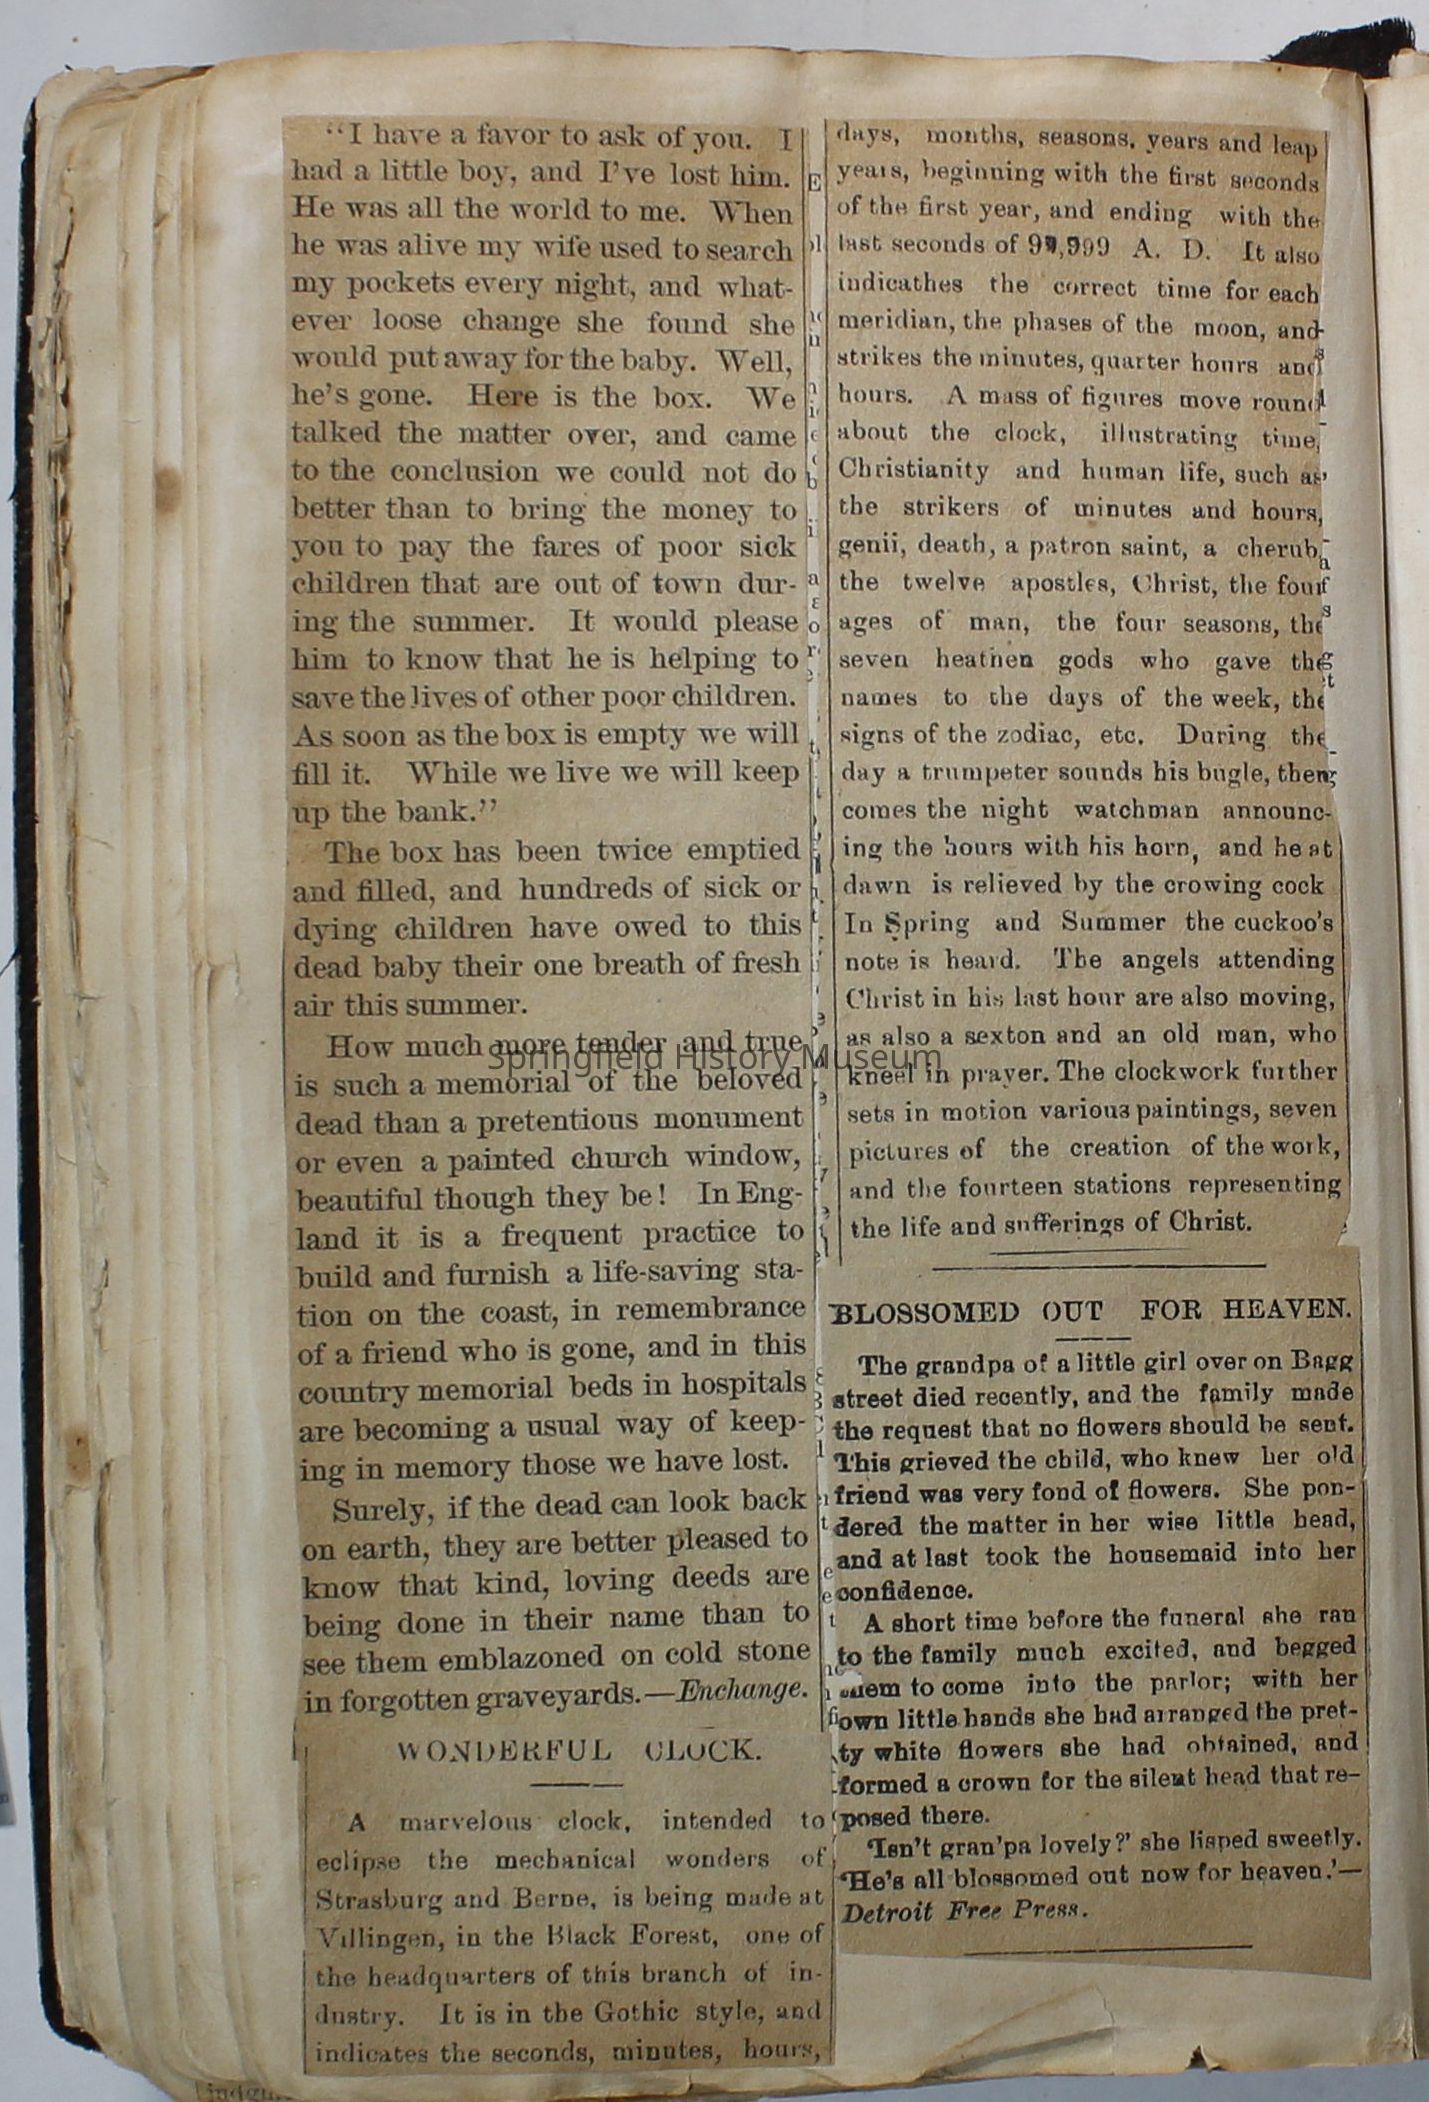 "I have a favor to ask of you. I
had a little boy, and I've lost him.
He was all the world to me. When
he was alive my wife used to search
my pockets every night, and what-
ever loose change she found she
would put away for the baby. Well,
he's gone. Here is the box. We
talked the matter over, and came
to the conclusion we could not do
better than to bring the money to
you to pay the fares of poor sick
children that are out of town dur-
ing the summer. It would please
him to know that he is helping to
save the lives of other poor children.
As soon as the box is empty we will
fill it. While we live we will keep
up the bank."
The box has been twice emptied
and filled, and hundreds of sick or
dying children have owed to this
dead baby their one breath of fresh
air this summer.
How much more tender and true
is such a memorial of the beloved
dead than a pretentious monument
or even a painted church window,
beautiful though they be! In Eng-
land it is a frequent practice to
build and furnish a life-saving sta-
tion on the coast, in remembrance
of a friend who is gone, and in this
country memorial beds in hospitals
are becoming a usual way of keep-
ing in memory those we have lost.
Surely, if the dead can look back
on earth, they are better pleased to
know that kind, loving deeds are
being done in their name than to
see them emblazoned on cold stone
in forgotten graveyards.—Enchange.
WONDERFUL CLOCK.
A marvelous clock, intended to
eclipse the mechanical wonders of
Strasburg and Berne, is being made at
Villingen, in the Black Forest, one of
the headquarters of this branch of in-
dustry. It is in the Gothic style, and
indicates the seconds, minutes, hours,
days, months, seasons, years and leap
years, beginning with the first seconds
of the first year, and ending with the
last seconds of 99,999 A. D. It also
indicathes the correct time for each
meridian, the phases of the moon, and
strikes the minutes, quarter hours and
hours. A mass of figures move round
about the clock, illustrating time,
Christianity and human life, such as
the strikers of minutes and hours,
genii, death, a patron saint, a cherub,
the twelve apostles, Christ, the four
ages of man, the four seasons, the
seven heathen gods who gave the
names to the days of the week, the
signs of the zodiac, etc. During the
day a trumpeter sounds his bugle, then
comes the night watchman announc-
ing the hours with his horn, and he at
dawn is relieved by the crowing cock
In Spring and Summer the cuckoo's
note is heard. The angels attending
Christ in his last hour are also moving,
as also a sexton and an old man, who
kneel in prayer. The clockwork further
sets in motion various paintings, seven
pictures of the creation of the work,
and the fourteen stations representing
the life and sufferings of Christ.
BLOSSOMED OUT FOR HEAVEN.
The grandpa of a little girl over on Bagg
street died recently, and the family made
the request that no flowers should be sent.
This grieved the child, who knew her old
friend was very fond of flowers. She pon-
dered the matter in her wise little head,
and at last took the housemaid into her
confidence.
A short time before the funeral she ran
to the family much excited, and begged
them to come into the parlor; with her
own little hands she had arranged the pret-
ty white flowers she had obtained, and
formed a crown for the silent head that re-
posed there.
'Isn't gran'pa lovely?' she lisped sweetly.
'He's all blossomed out now for heaven.'—
Detroit Free Press.
Springfield History Museum